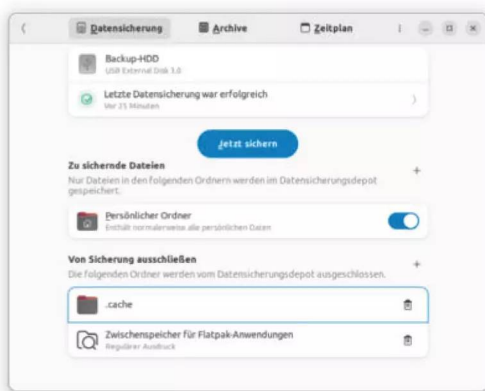 Datensicherung
Archive
Zeitplan
Backup-HDD
USB External Disk 3.0
Letzte Datensicherung war erfolgreich
Vor 25 Minuten
Jetzt sichern
Zu sichernde Dateien
Nur Dateien in den folgenden Ordnern werden im Datensicherungsdepot
gespeichert.
Persönlicher Ordner
Enthält normalerweise alle persönlichen Daten
Von Sicherung ausschließen
Die folgenden Ordner werden vom Datensicherungsdepot ausgeschlossen.
.cache
Zwischenspeicher für Flatpak-Anwendungen
Regulärer Ausdruck